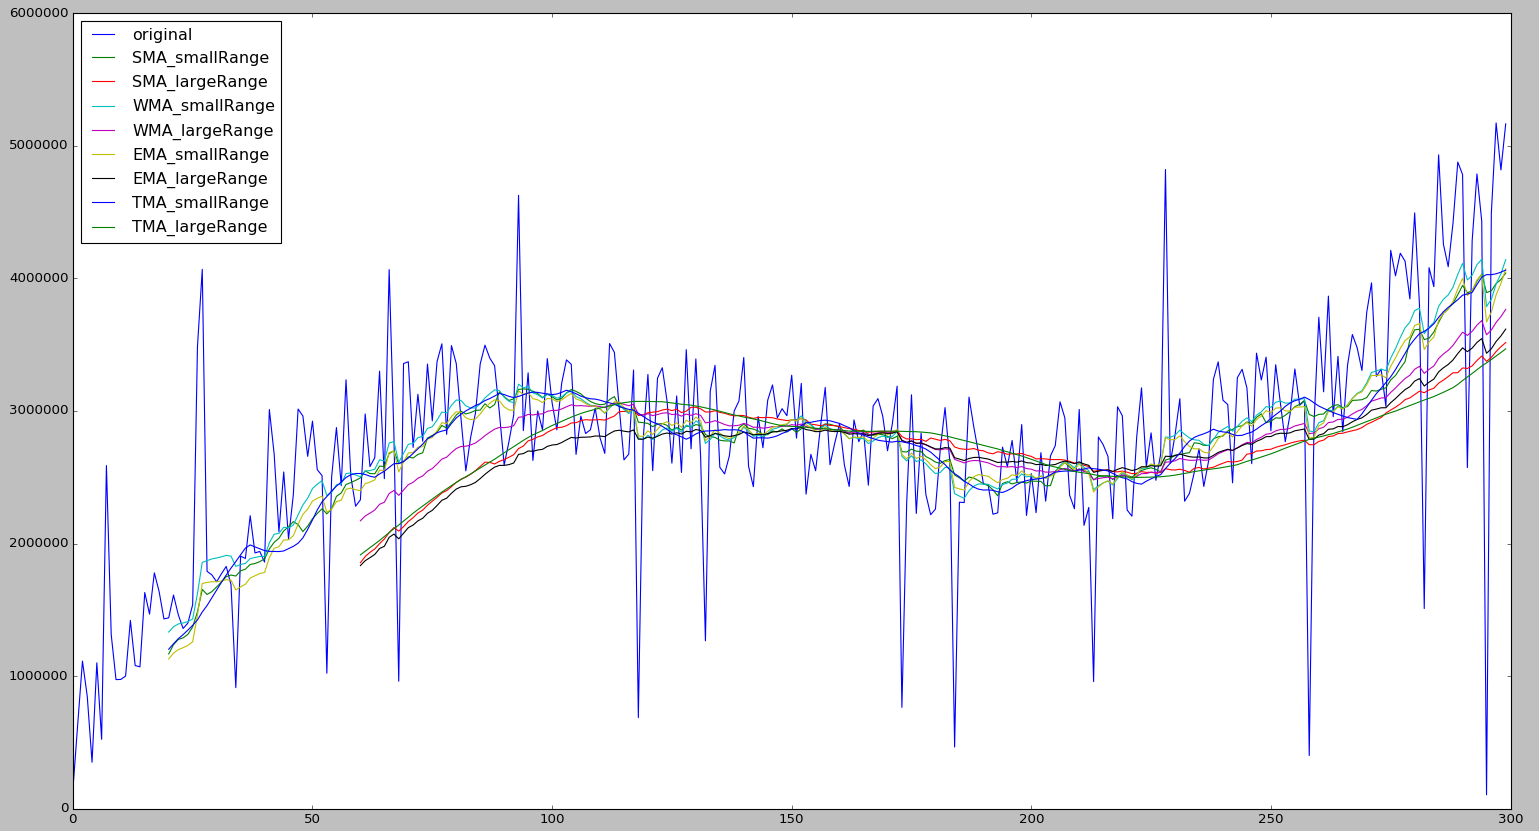 6000000
5000000
4000000
3000000
2000000
1000000
0
original
SMA_smallRange
SMA_largeRange
WMA_smallRange
WMA_largeRange
EMA_smallRange
EMA_largeRange
TMA_smallRange
TMA_largeRange
0 50 100 150 200 250 300